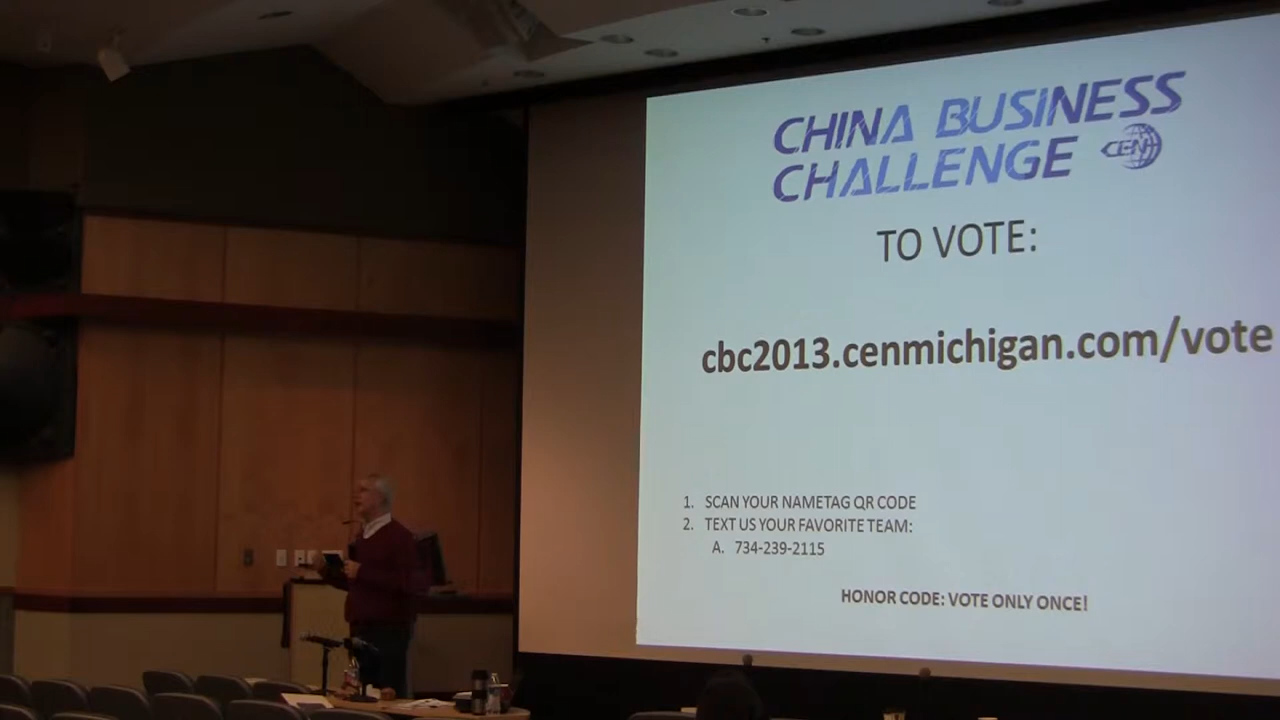 CHINA BUSINESS
CHALLENGE CEN
TO VOTE:
cbc2013.cenmichigan.com/vote
1. SCAN YOUR NAMETAG QR CODE
2. TEXT US YOUR FAVORITE TEAM:
A. 734-239-2115
HONOR CODE: VOTE ONLY ONCE!